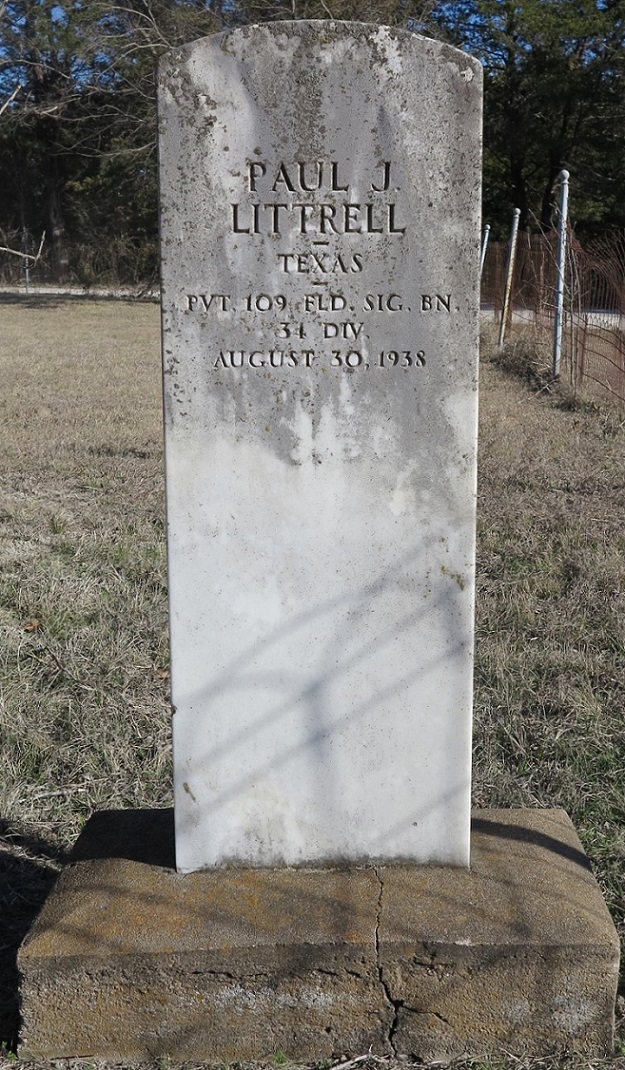 PAUL J.
LITTRELL
TEXAS
PVT. 109 FLD. SIG. BN.
34 DIV.
AUGUST 30, 1938